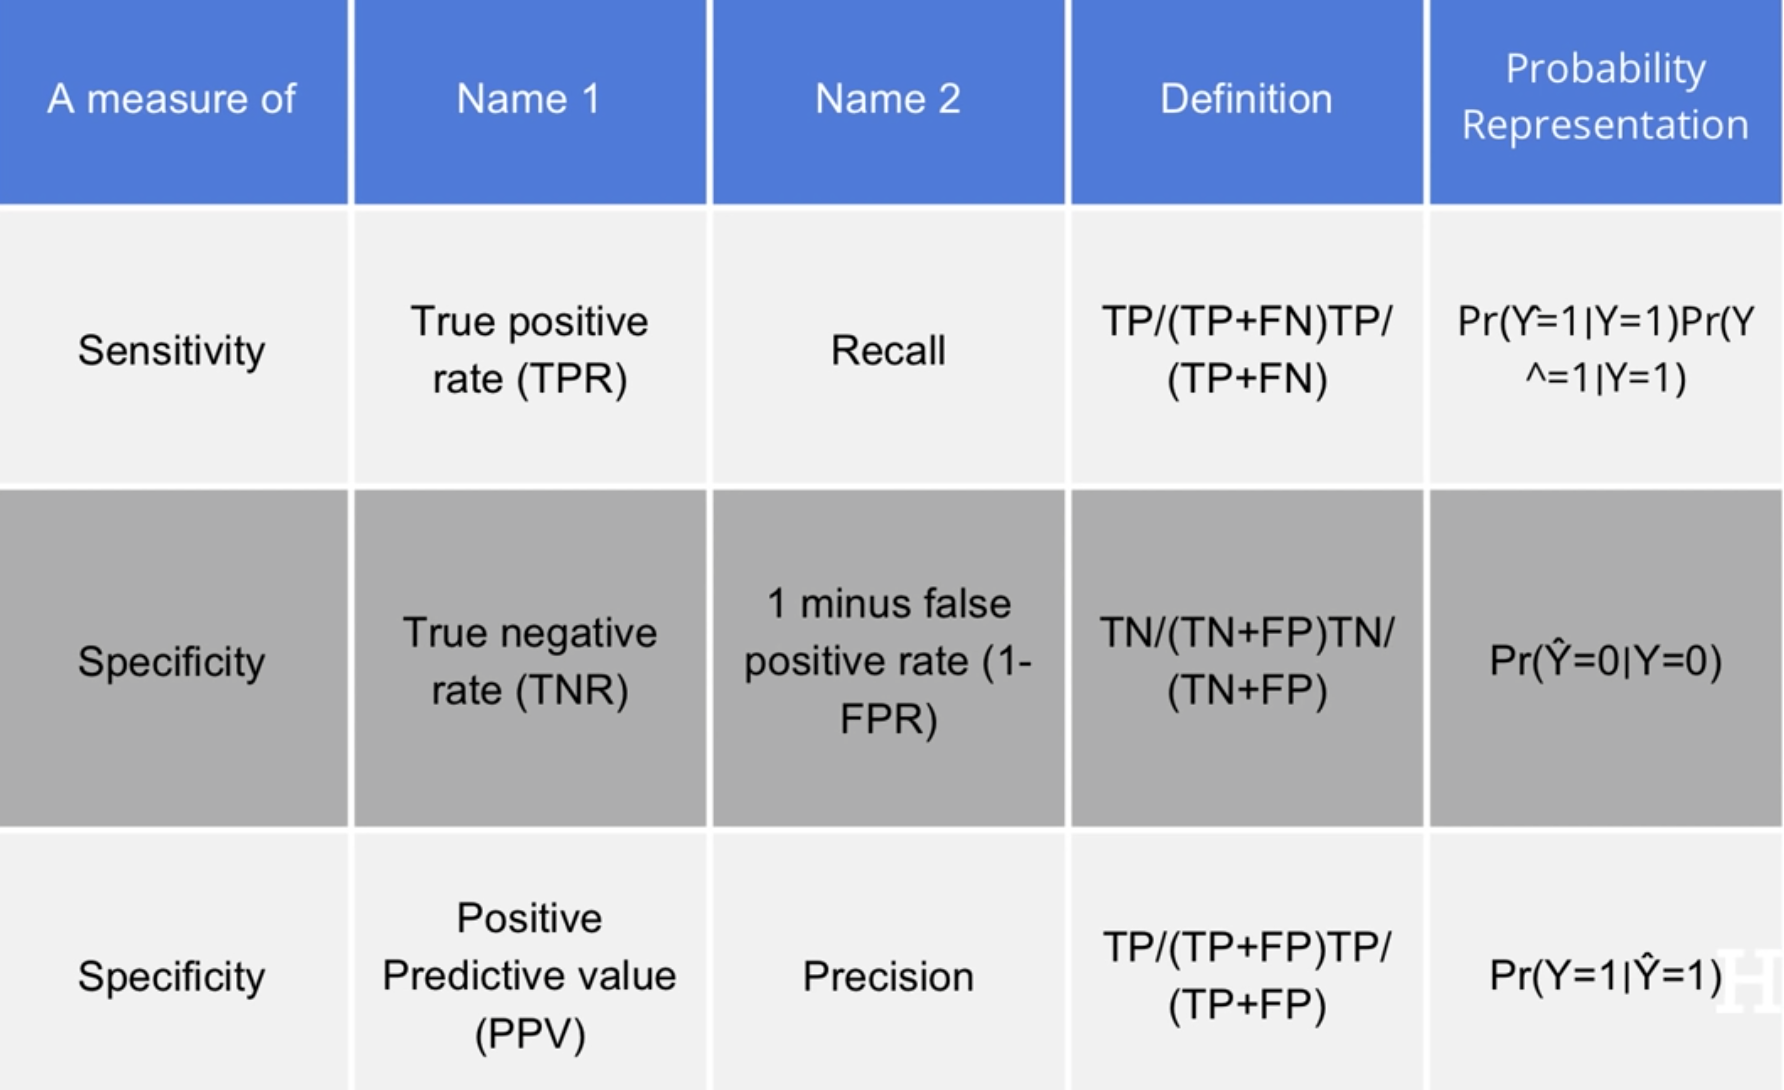 A measure of
Name 1
Name 2
Definition
Probability
Representation
Sensitivity
True positive
rate (TPR)
Recall
TP/(TP+FN)TP/
(TP+FN)
Pr(Y^=1|Y=1)Pr(Y
^=1|Y=1)
Specificity
True negative
rate (TNR)
1 minus false
positive rate (1-
FPR)
TN/(TN+FP)TN/
(TN+FP)
Pr(Ŷ=0|Y=0)
Specificity
Positive
Predictive value
(PPV)
Precision
TP/(TP+FP)TP/
(TP+FP)
Pr(Y=1|Ŷ=1)
H